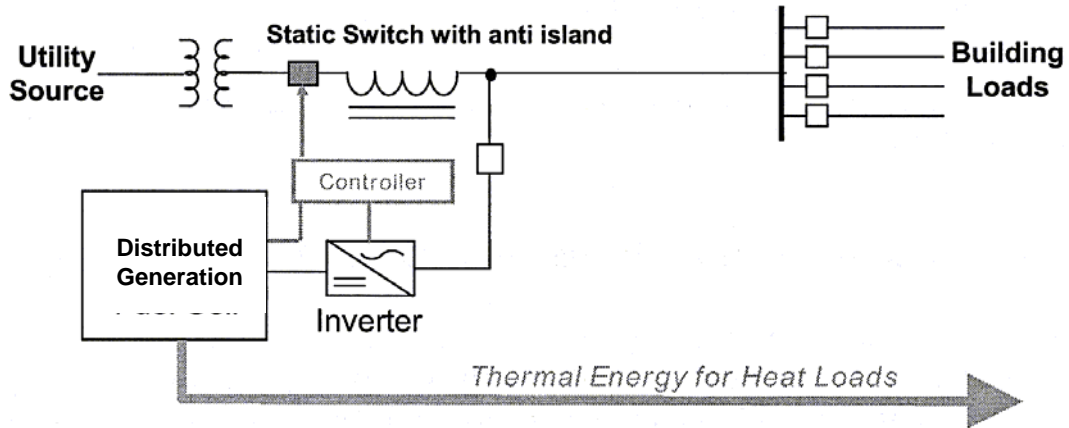 Static Switch with anti island
Utility
Source
Building
Loads
Controller
Distributed
Generation
Inverter
Thermal Energy for Heat Loads